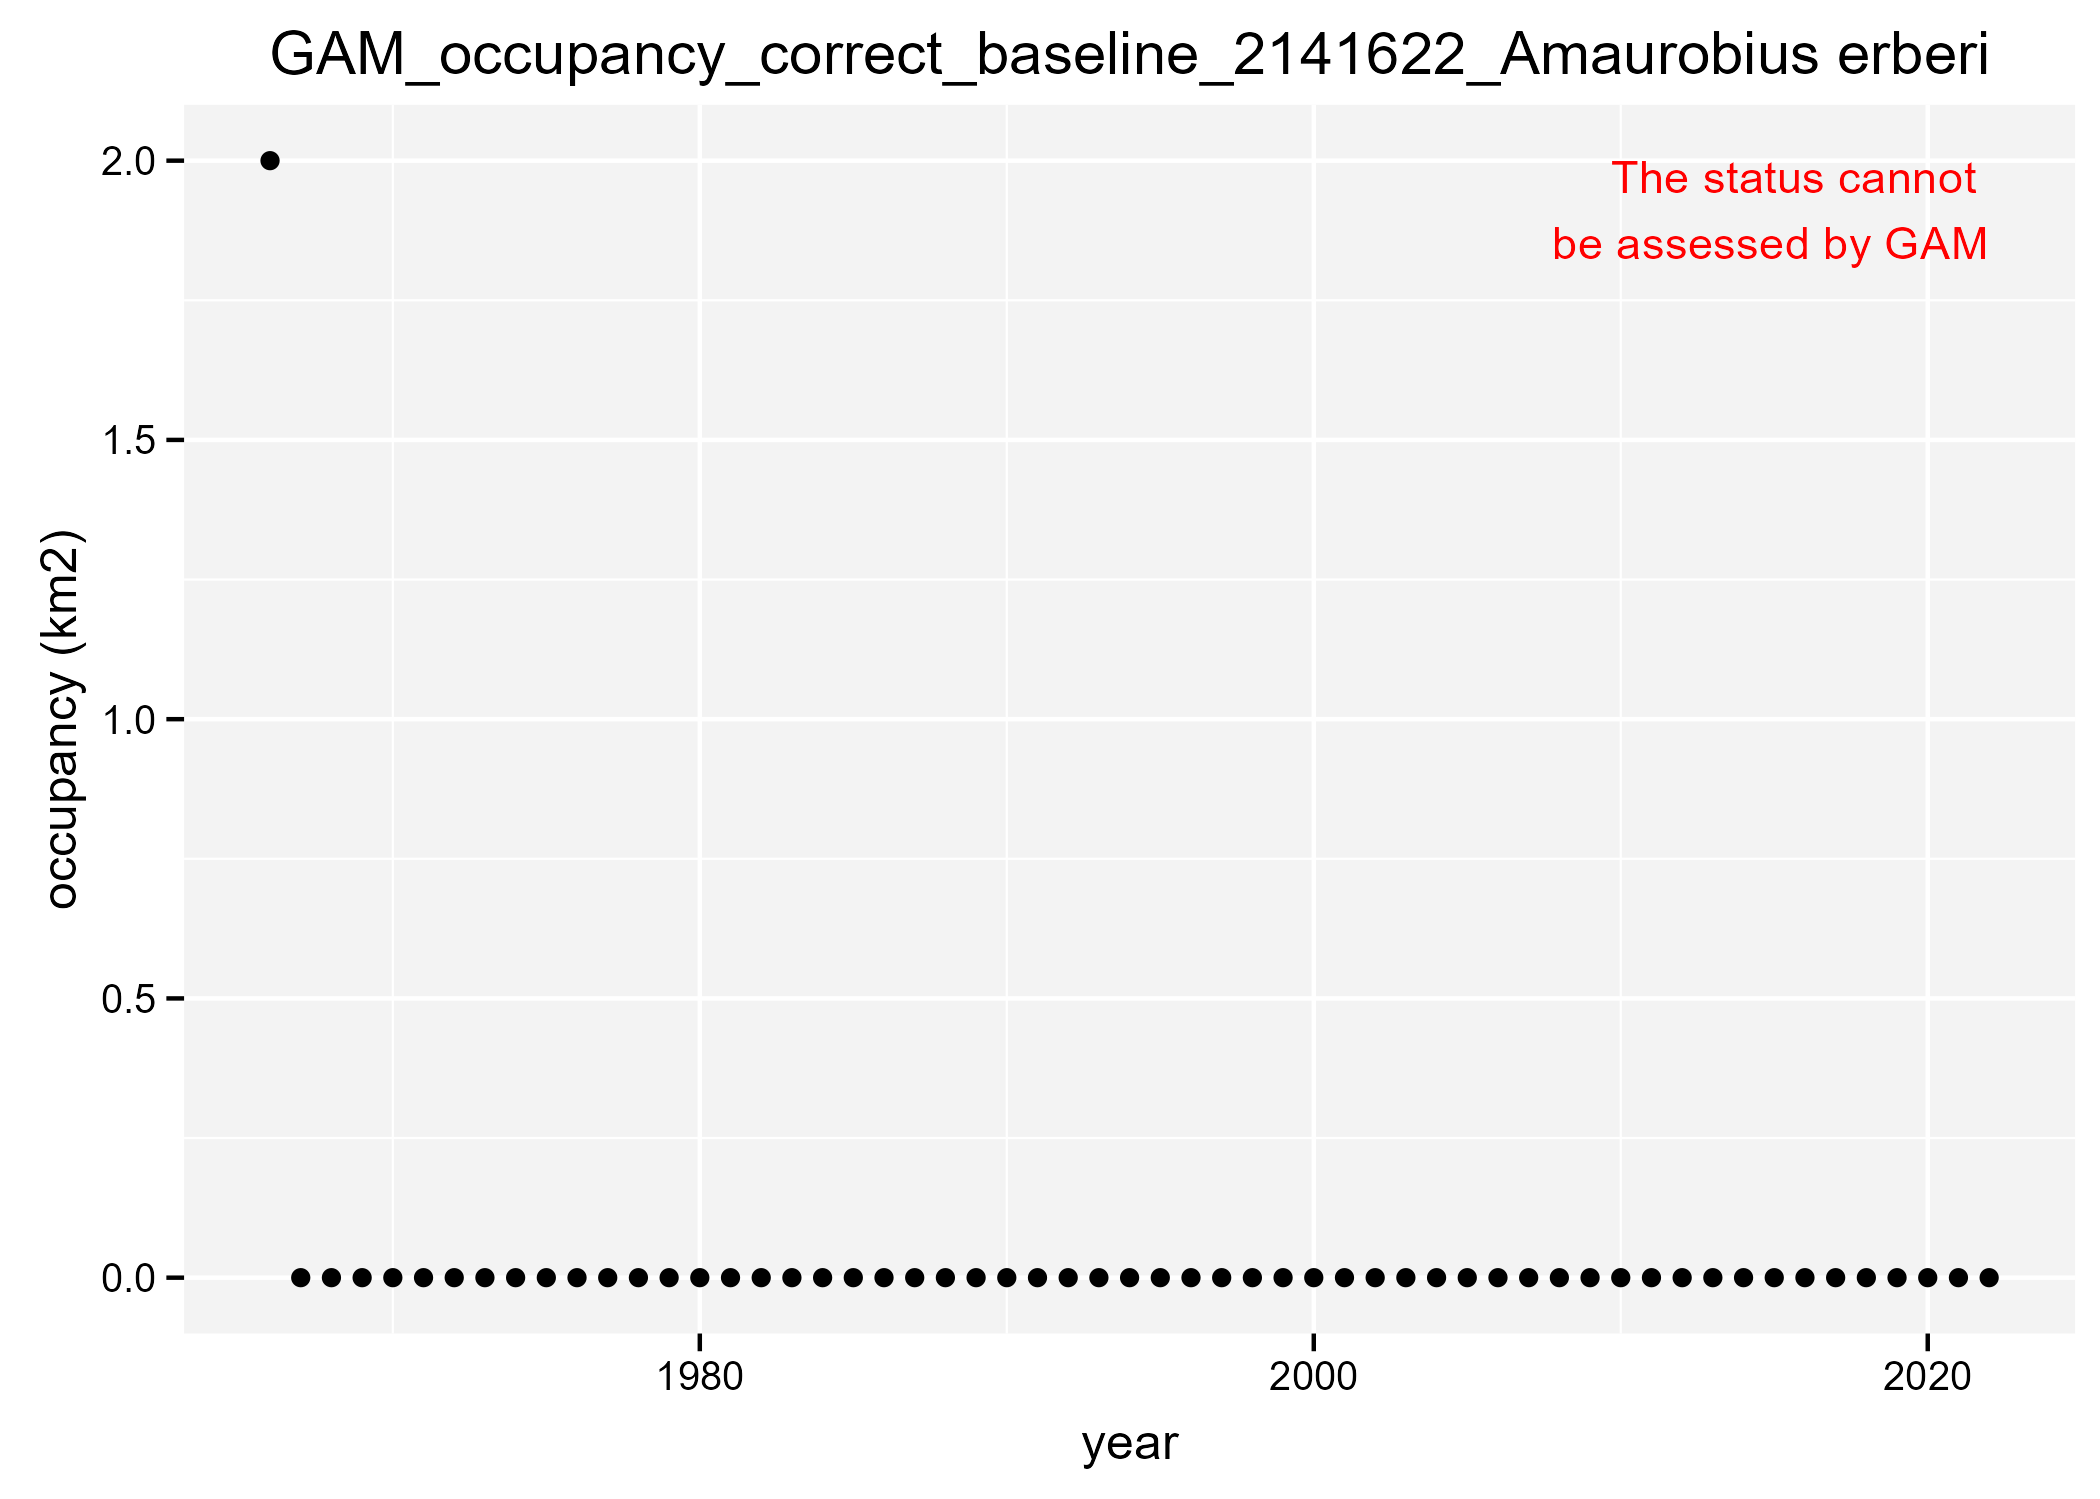 GAM_occupancy_correct_baseline_2141622_Amaurobius erberi
The status cannot
be assessed by GAM
occupancy (km2)
2.0
1.5
1.0
0.5
0.0
1980
2000
2020
year